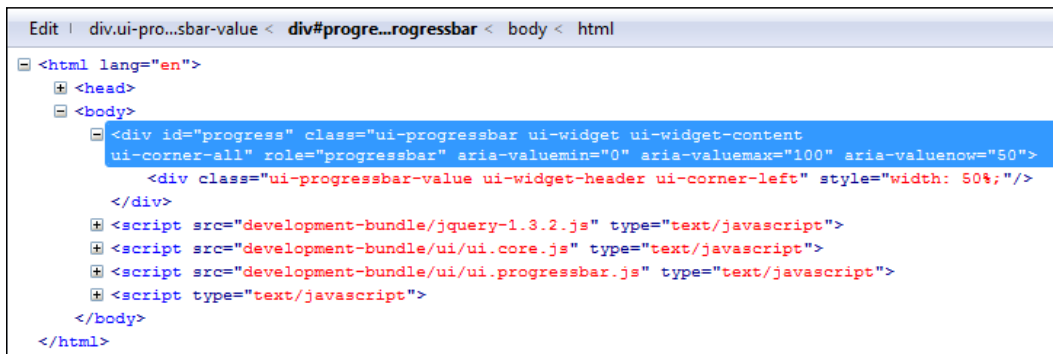 Edit | div.ui-pro...sbar-value < div#progre...rogressbar < body < html
<html lang="en">
<head>
<body>
<div id="progress" class="ui-progressbar ui-widget ui-widget-content
ui-corner-all" role="progressbar" aria-valuemin="0" aria-valuemax="100" aria-valuenow="50">
<div class="ui-progressbar-value ui-widget-header ui-corner-left" style="width: 50%;"/>
</div>
<script src="development-bundle/jquery-1.3.2.js" type="text/javascript">
<script src="development-bundle/ui/ui.core.js" type="text/javascript">
<script src="development-bundle/ui/ui.progressbar.js" type="text/javascript">
<script type="text/javascript">
</body>
</html>